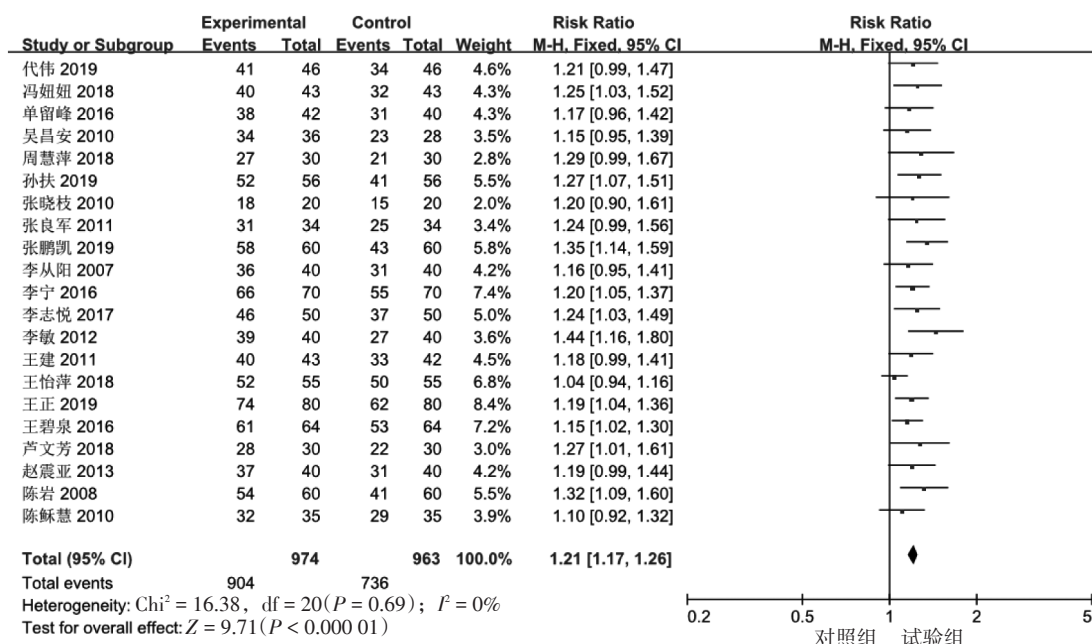 Experimental Control Risk Ratio Risk Ratio
Study or Subgroup Events Total Events Total Weight M-H, Fixed, 95% CI M-H, Fixed, 95% CI
代伟 2019 41 46 34 46 4.6% 1.21 [0.99, 1.47]
冯妞妞 2018 40 43 32 43 4.3% 1.25 [1.03, 1.52]
单留峰 2016 38 42 31 40 4.3% 1.17 [0.96, 1.42]
吴昌安 2010 34 36 23 28 3.5% 1.15 [0.95, 1.39]
周慧萍 2018 27 30 21 30 2.8% 1.29 [0.99, 1.67]
孙扶 2019 52 56 41 56 5.5% 1.27 [1.07, 1.51]
张晓枝 2010 18 20 15 20 2.0% 1.20 [0.90, 1.61]
张良军 2011 31 34 25 34 3.4% 1.24 [0.99, 1.56]
张鹏凯 2019 58 60 43 60 5.8% 1.35 [1.14, 1.59]
李从阳 2007 36 40 31 40 4.2% 1.16 [0.95, 1.41]
李宁 2016 66 70 55 70 7.4% 1.20 [1.05, 1.37]
李志悦 2017 46 50 37 50 5.0% 1.24 [1.03, 1.49]
李敏 2012 39 40 27 40 3.6% 1.44 [1.16, 1.80]
王建 2011 40 43 33 42 4.5% 1.18 [0.99, 1.41]
王怡萍 2018 52 55 50 55 6.8% 1.04 [0.94, 1.16]
王正 2019 74 80 62 80 8.4% 1.19 [1.04, 1.36]
王碧泉 2016 61 64 53 64 7.2% 1.15 [1.02, 1.30]
芦文芳 2018 28 30 22 30 3.0% 1.27 [1.01, 1.61]
赵震亚 2013 37 40 31 40 4.2% 1.19 [0.99, 1.44]
陈岩 2008 54 60 41 60 5.5% 1.32 [1.09, 1.60]
陈稣慧 2010 32 35 29 35 3.9% 1.10 [0.92, 1.32]
Total (95% CI) 974 963 100.0% 1.21 [1.17, 1.26]
Total events 904 736
Heterogeneity: Chi² = 16.38, df = 20(P = 0.69); I² = 0%
Test for overall effect: Z = 9.71(P < 0.000 01)
0.2 0.5 1 2 5
对照组 试验组